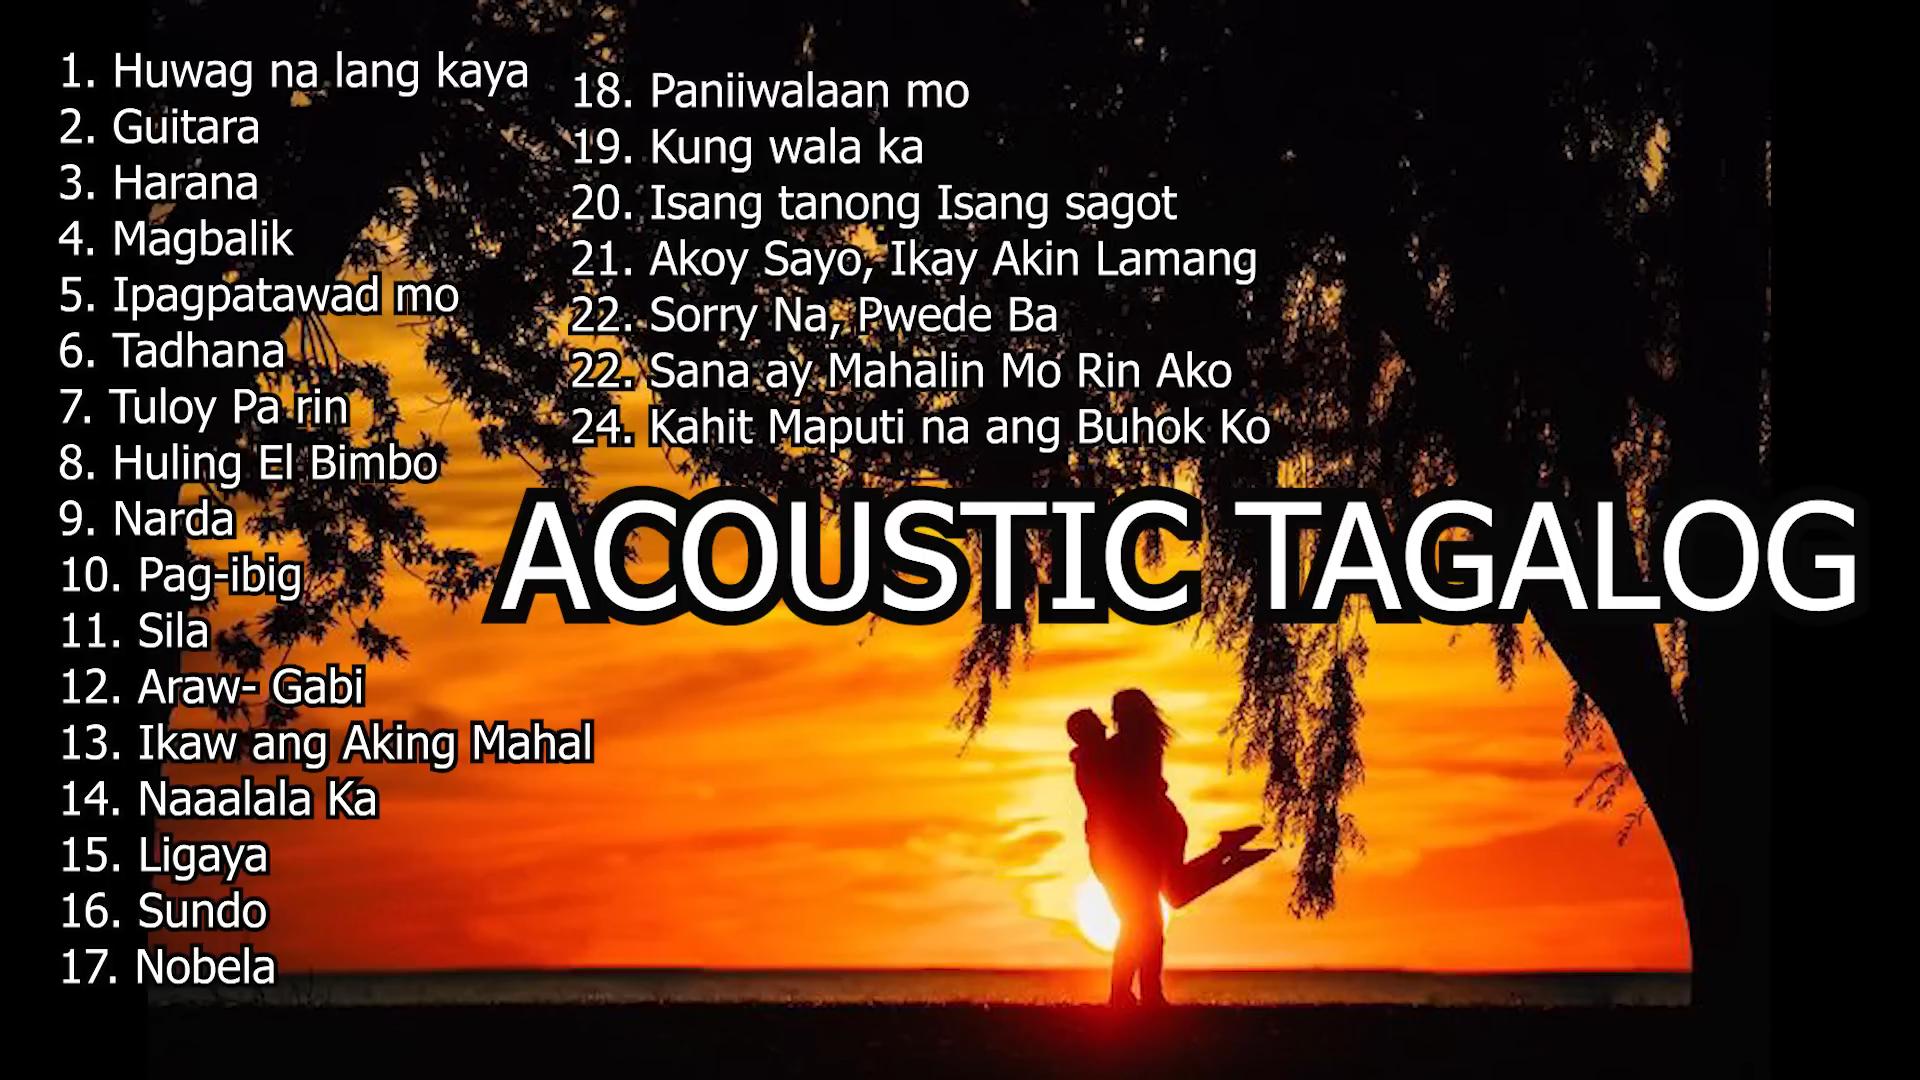 1. Huwag na lang kaya
2. Guitara
3. Harana
4. Magbalik
5. Ipagpatawad mo
6. Tadhana
7. Tuloy Pa rin
8. Huling El Bimbo
9. Narda
10. Pag-ibig
11. Sila
12. Araw- Gabi
13. Ikaw ang Aking Mahal
14. Naaalala Ka
15. Ligaya
16. Sundo
17. Nobela
18. Paniiwalaan mo
19. Kung wala ka
20. Isang tanong Isang sagot
21. Akoy Sayo, Ikay Akin Lamang
22. Sorry Na, Pwede Ba
22. Sana ay Mahalin Mo Rin Ako
24. Kahit Maputi na ang Buhok Ko
ACOUSTIC TAGALOG